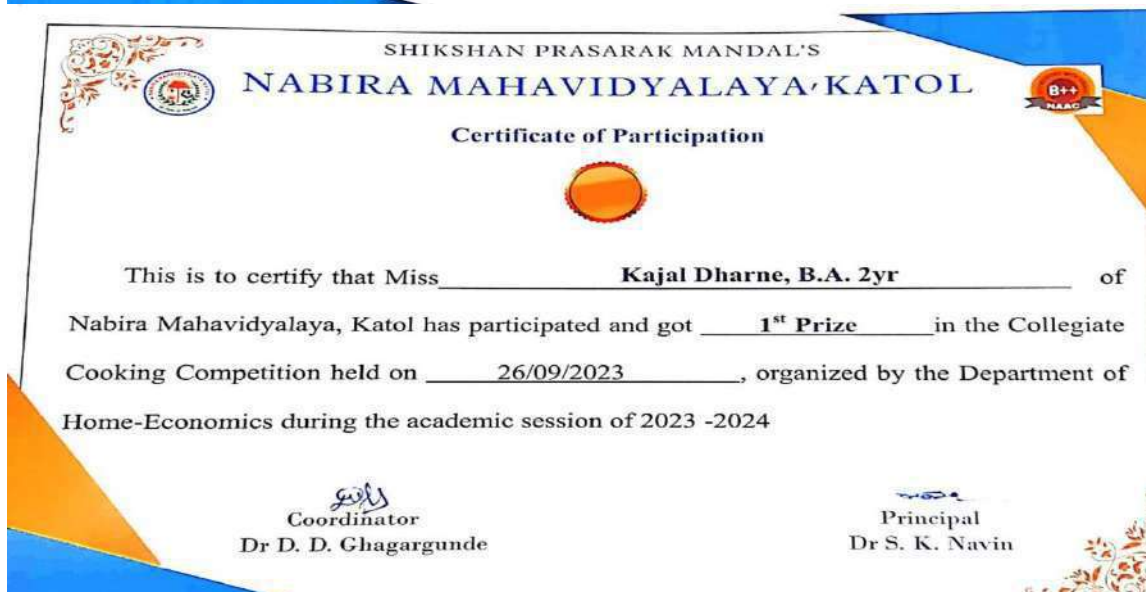 SHIKSHAN PRASARAK MANDAL'S
NABIRA MAHAVIDYALAYA, KATOL
B++
NAAC
Certificate of Participation
This is to certify that Miss Kajal Dharne, B.A. 2yr of
Nabira Mahavidyalaya, Katol has participated and got 1st Prize in the Collegiate
Cooking Competition held on 26/09/2023, organized by the Department of
Home-Economics during the academic session of 2023 -2024
Coordinator
Dr D. D. Ghagargunde
Principal
Dr S. K. Navin